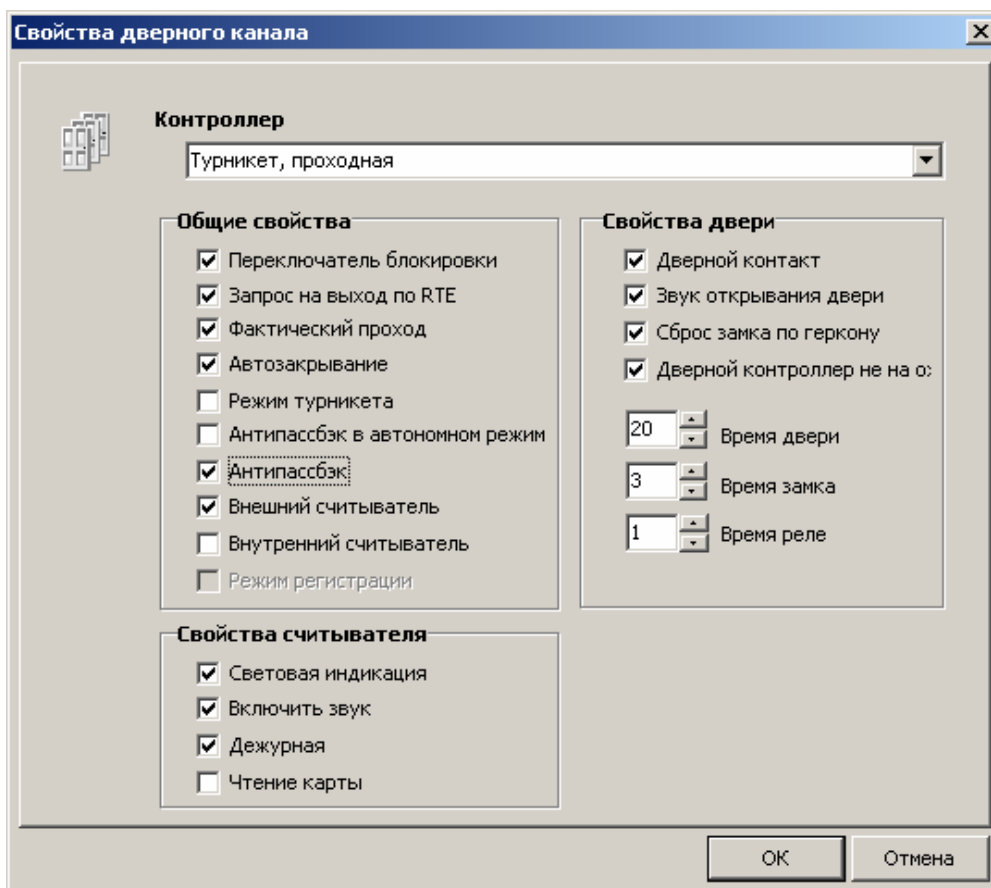 Свойства дверного канала
Контроллер
Турникет, проходная
Общие свойства
Переключатель блокировки
Запрос на выход по RTE
Фактический проход
Автозакрывание
Режим турникета
Антипассбэк в автономном режим
Антипассбэк
Внешний считыватель
Внутренний считыватель
Режим регистрации
Свойства двери
Дверной контакт
Звук открывания двери
Сброс замка по геркону
Дверной контроллер не на о
20 Время двери
3 Время замка
1 Время реле
Свойства считывателя
Световая индикация
Включить звук
Дежурная
Чтение карты
ОК Отмена